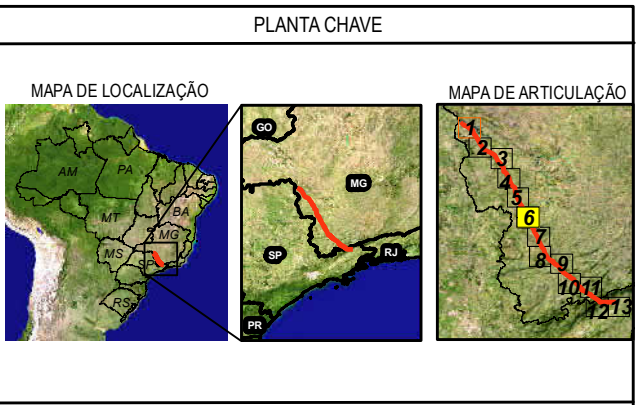 PLANTA CHAVE
MAPA DE LOCALIZAÇÃO
AM
PA
MT
BA
MG
MS
SP
RS
GO
MG
SP
RJ
PR
MAPA DE ARTICULAÇÃO
1
2
3
4
5
6
7
8
9
10
11
12
13